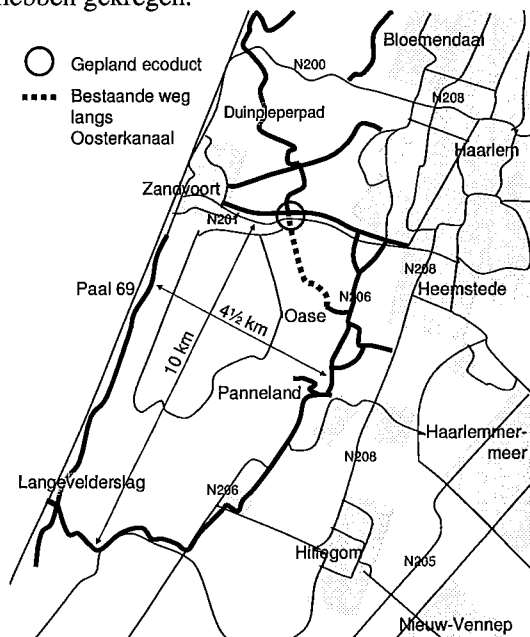 hebben gekregen.
Bloemendaal
Gepland ecoduct
N200
Bestaande weg
langs
Oosterkanaal
N208
Duinpieperpad
Haarlem
Zandvoort
N201
N208
Paal 69
Heemstede
N206
Oase
4½ km
10 km
Panneland
Haarlemmer-
meer
N208
Langevelderslag
N206
Hillegom
N205
Nieuw-Vennep